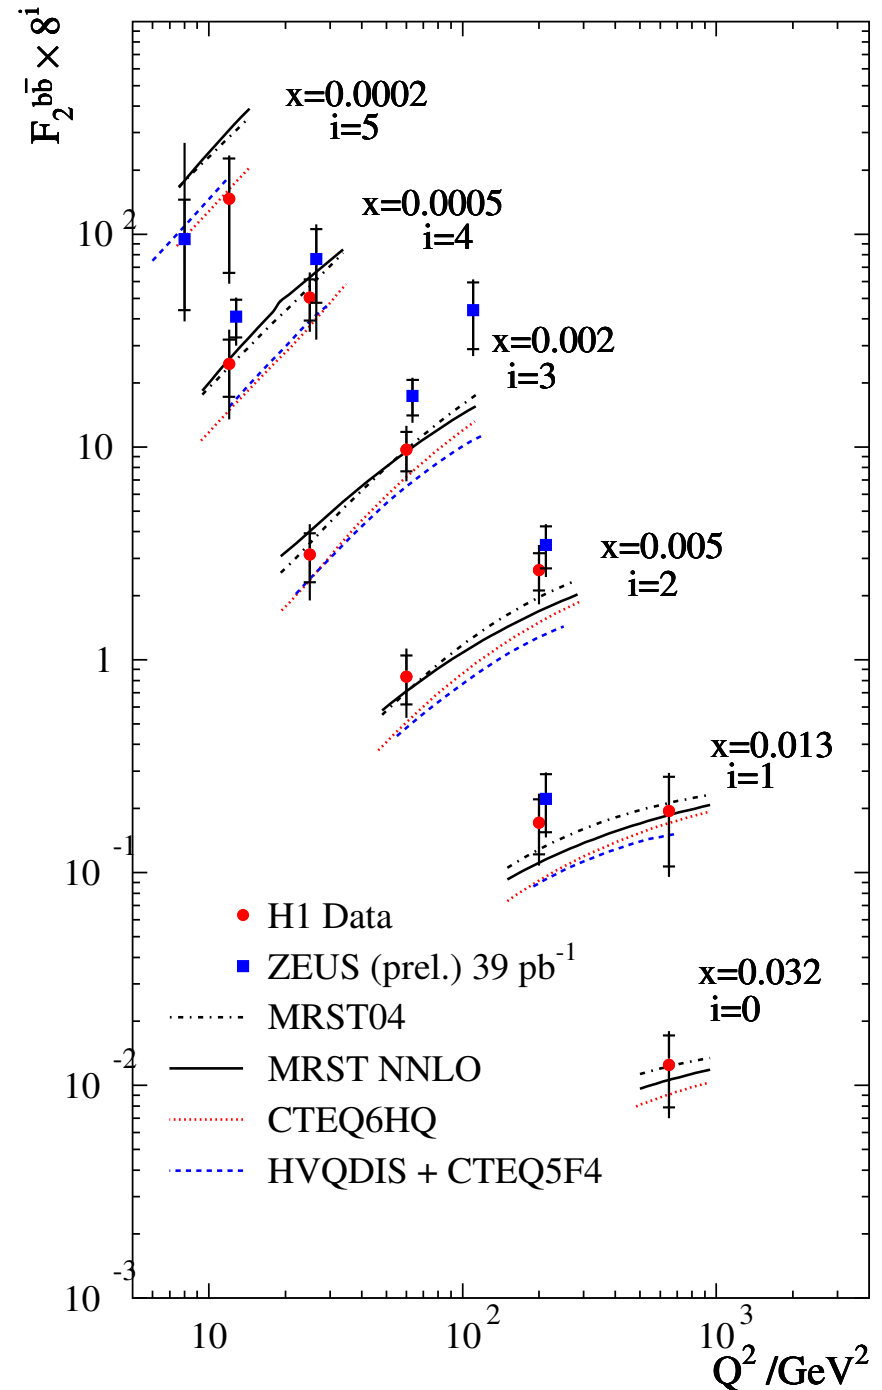 F₂ᵇᵇ̄ × 8ⁱ
x=0.0002
i=5
x=0.0005
i=4
x=0.002
i=3
x=0.005
i=2
x=0.013
i=1
x=0.032
i=0
10²
10
1
10⁻¹
10⁻²
10⁻³
H1 Data
ZEUS (prel.) 39 pb⁻¹
MRST04
MRST NNLO
CTEQ6HQ
HVQDIS + CTEQ5F4
10 10² 10³
Q² /GeV²